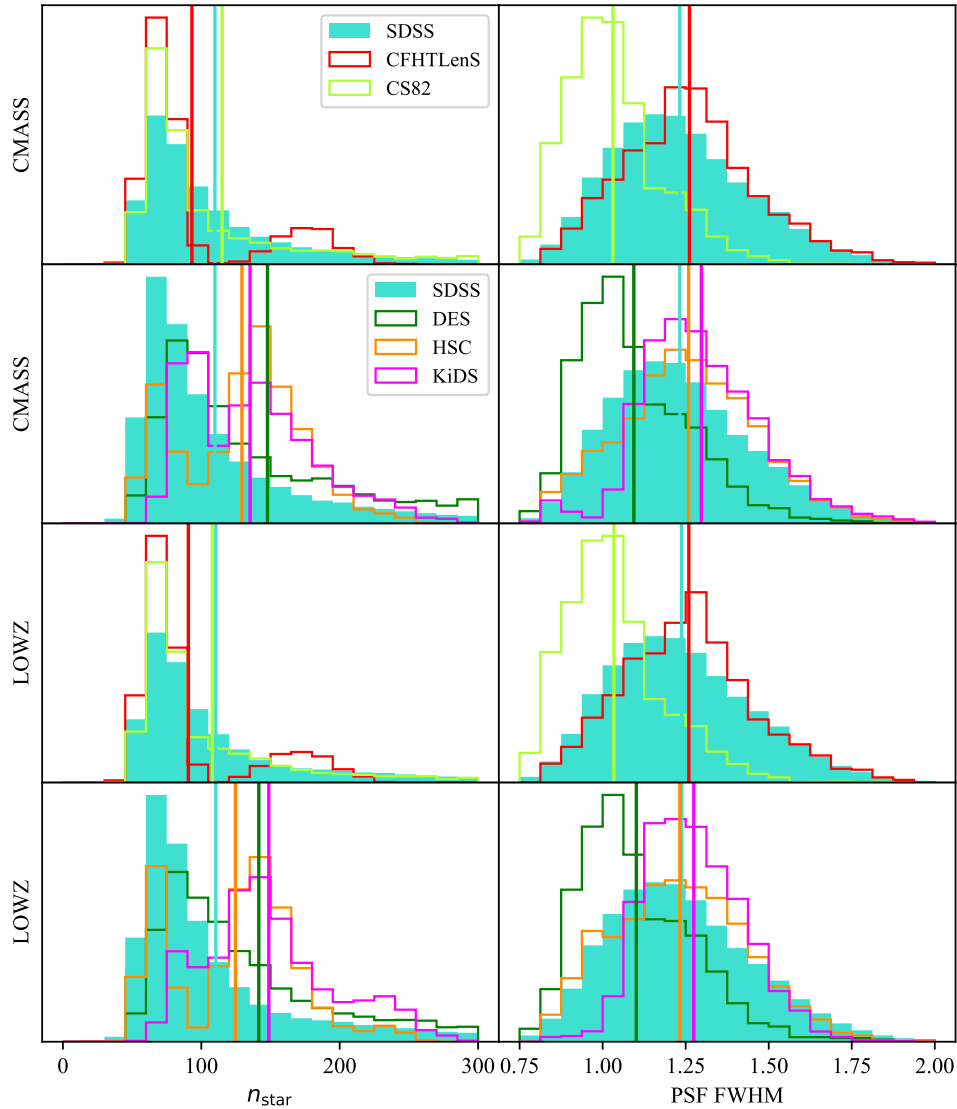 SDSS
CFHTLenS
CS82
CMASS
SDSS
DES
HSC
KiDS
CMASS
LOWZ
LOWZ
0 100 200 300 0.75 1.00 1.25 1.50 1.75 2.00
n_star PSF FWHM